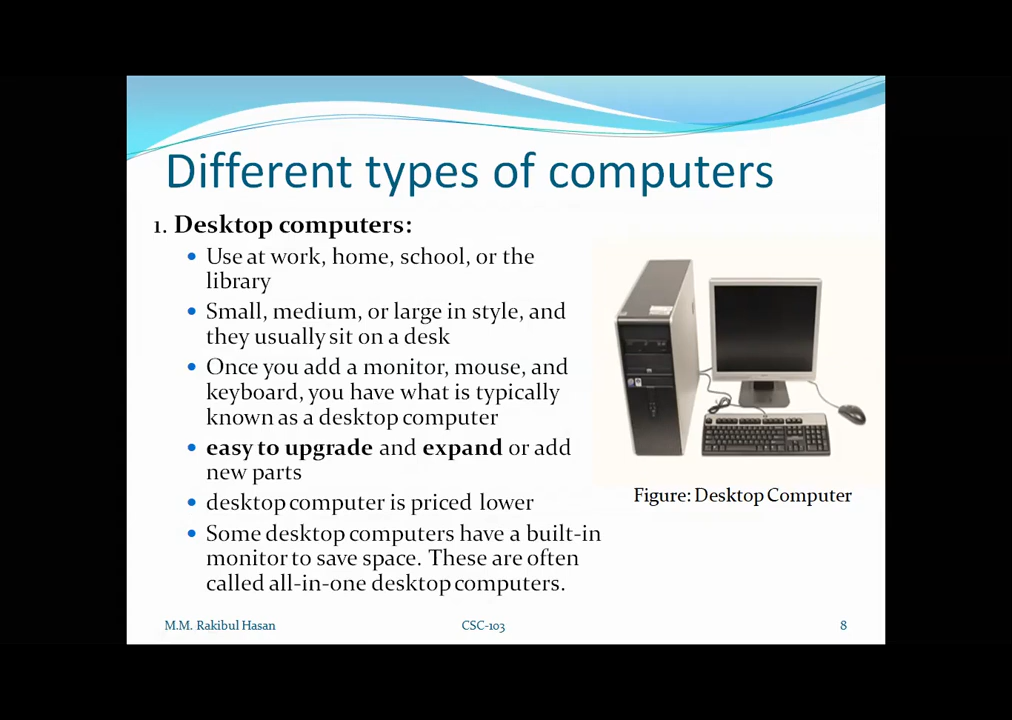 Different types of computers
1. Desktop computers:
• Use at work, home, school, or the
library
• Small, medium, or large in style, and
they usually sit on a desk
• Once you add a monitor, mouse, and
keyboard, you have what is typically
known as a desktop computer
• easy to upgrade and expand or add
new parts
• desktop computer is priced lower
• Some desktop computers have a built-in
monitor to save space. These are often
called all-in-one desktop computers.
Figure: Desktop Computer
M.M. Rakibul Hasan
CSC-103
8